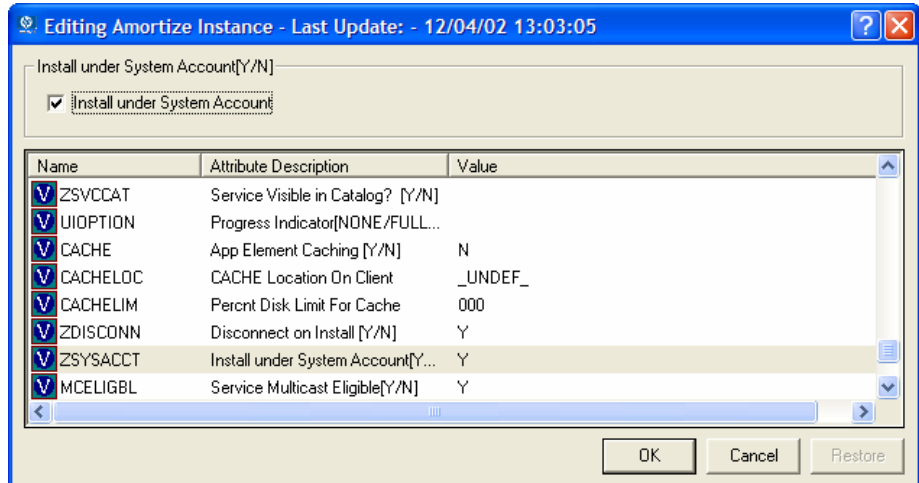 Editing Amortize Instance - Last Update: - 12/04/02 13:03:05
Install under System Account[Y/N]
Install under System Account
Name Attribute Description Value
V ZSVCCAT Service Visible in Catalog? [Y/N]
V UIOPTION Progress Indicator[NONE/FULL...
V CACHE App Element Caching [Y/N] N
V CACHELOC CACHE Location On Client _UNDEF_
V CACHELIM Percnt Disk Limit For Cache 000
V ZDISCONN Disconnect on Install [Y/N] Y
V ZSYSACCT Install under System Account[Y... Y
V MCELIGBL Service Multicast Eligible[Y/N] Y
OK Cancel Restore